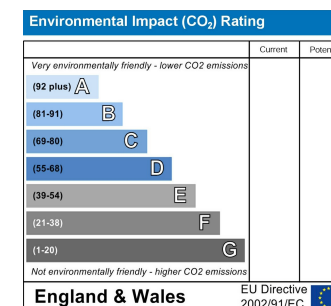 Environmental Impact (CO₂) Rating
Current Poten
Very environmentally friendly - lower CO2 emissions
(92 plus) A
(81-91) B
(69-80) C
(55-68) D
(39-54) E
(21-38) F
(1-20) G
Not environmentally friendly - higher CO2 emissions
England & Wales
EU Directive
2002/91/EC